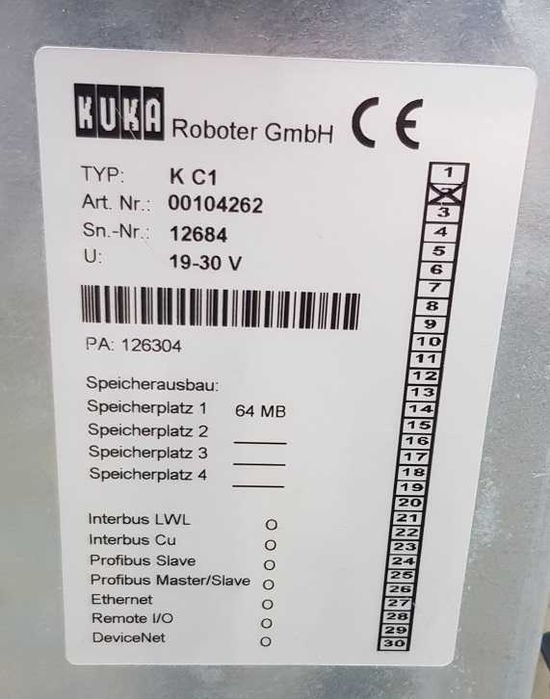 KUKA Roboter GmbH CE
TYP: K C1
Art. Nr.: 00104262
Sn.-Nr.: 12684
U: 19-30 V
PA: 126304
Speicherausbau:
Speicherplatz 1 64 MB
Speicherplatz 2
Speicherplatz 3
Speicherplatz 4
Interbus LWL O
Interbus Cu O
Profibus Slave O
Profibus Master/Slave O
Ethernet O
Remote I/O O
DeviceNet O
1
3
4
5
6
7
8
9
10
11
12
13
14
15
16
17
18
19
20
21
22
23
24
25
26
27
28
29
30